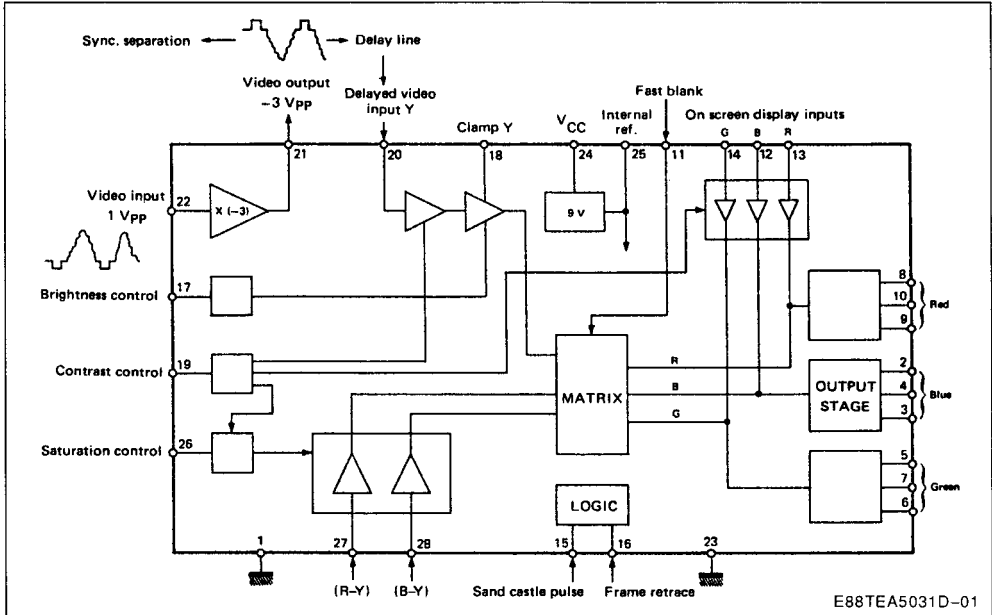 Sync. separation
Delay line
Video output
-3 VPP
Delayed video
input Y
Clamp Y
VCC
Internal
ref.
Fast blank
On screen display inputs
G B R
21 20 18 24 25 11 14 12 13
Video input
1 VPP
22
X (-3)
9 V
Brightness control
17
8
10
9
Red
Contrast control
19
MATRIX
R
B
G
OUTPUT
STAGE
2
4
3
Blue
Saturation control
26
5
7
6
Green
LOGIC
1 27 28 15 16 23
(R-Y) (B-Y) Sand castle pulse Frame retrace
E88TEA5031D-01